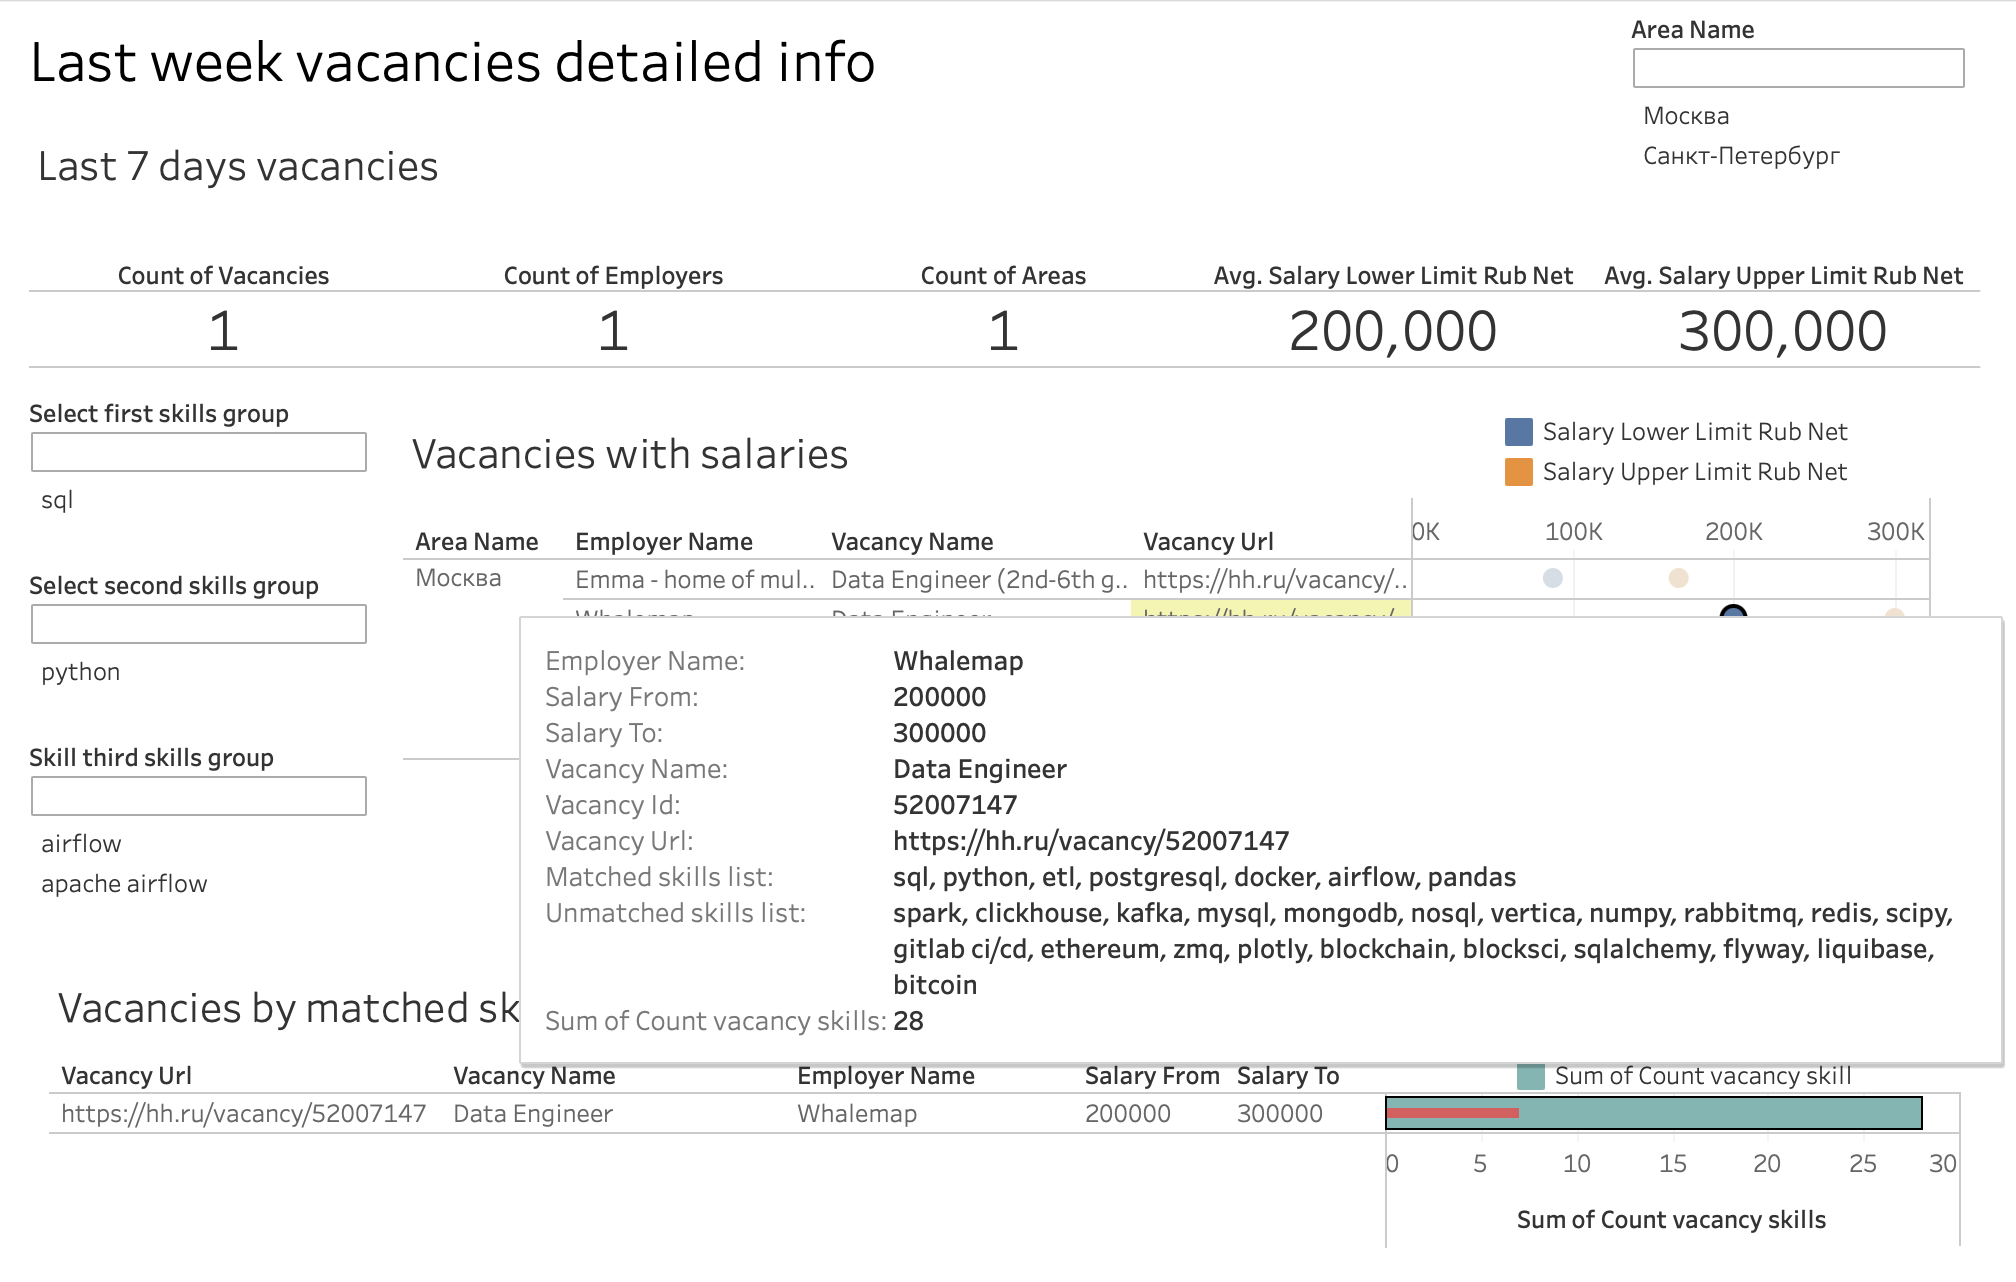 Last week vacancies detailed info
Area Name
Москва
Санкт-Петербург
Last 7 days vacancies
Count of Vacancies Count of Employers Count of Areas Avg. Salary Lower Limit Rub Net Avg. Salary Upper Limit Rub Net
1 1 1 200,000 300,000
Select first skills group
sql
Select second skills group
python
Skill third skills group
airflow
apache airflow
Vacancies with salaries
Salary Lower Limit Rub Net
Salary Upper Limit Rub Net
0K 100K 200K 300K
Area Name Employer Name Vacancy Name Vacancy Url
Москва Emma - home of mul.. Data Engineer (2nd-6th g.. https://hh.ru/vacancy/..
Whalemap Data Engineer https://hh.ru/vacancy/..
Employer Name: Whalemap
Salary From: 200000
Salary To: 300000
Vacancy Name: Data Engineer
Vacancy Id: 52007147
Vacancy Url: https://hh.ru/vacancy/52007147
Matched skills list: sql, python, etl, postgresql, docker, airflow, pandas
Unmatched skills list: spark, clickhouse, kafka, mysql, mongodb, nosql, vertica, numpy, rabbitmq, redis, scipy,
gitlab ci/cd, ethereum, zmq, plotly, blockchain, blocksci, sqlalchemy, flyway, liquibase,
bitcoin
Sum of Count vacancy skills: 28
Vacancies by matched sk
Vacancy Url Vacancy Name Employer Name Salary From Salary To Sum of Count vacancy skill
https://hh.ru/vacancy/52007147 Data Engineer Whalemap 200000 300000
0 5 10 15 20 25 30
Sum of Count vacancy skills